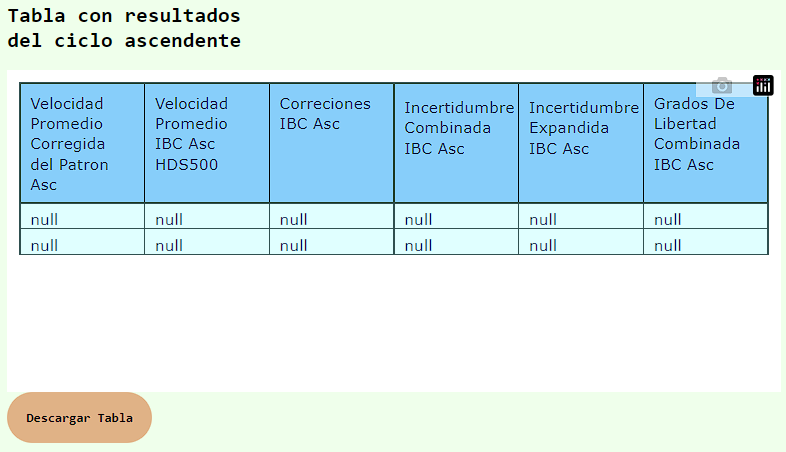 Tabla con resultados
del ciclo ascendente
Velocidad Promedio Corregida del Patron Asc
Velocidad Promedio IBC Asc HDS500
Correciones IBC Asc
Incertidumbre Combinada IBC Asc
Incertidumbre Expandida IBC Asc
Grados De Libertad Combinada IBC Asc
null null null null null null
null null null null null null
Descargar Tabla